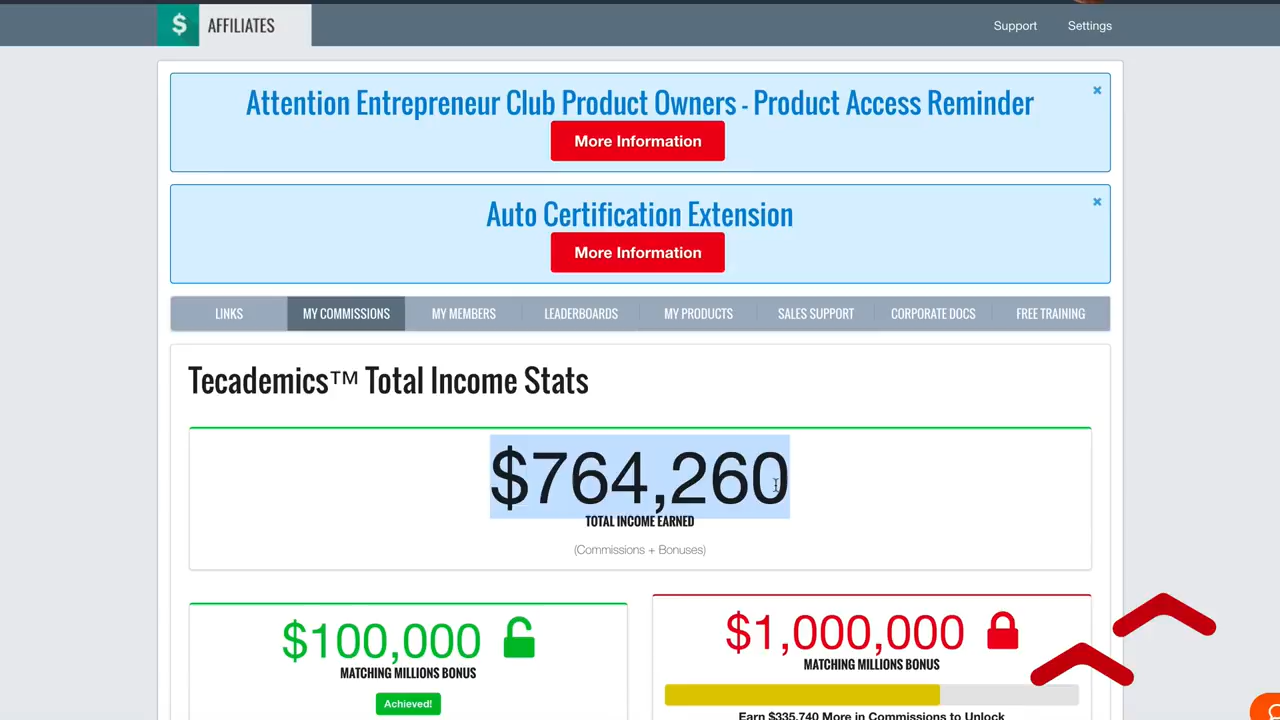 $ AFFILIATES Support Settings
Attention Entrepreneur Club Product Owners - Product Access Reminder
More Information
Auto Certification Extension
More Information
LINKS MY COMMISSIONS MY MEMBERS LEADERBOARDS MY PRODUCTS SALES SUPPORT CORPORATE DOCS FREE TRAINING
Tecademics™ Total Income Stats
$764,260
TOTAL INCOME EARNED
(Commissions + Bonuses)
$100,000
MATCHING MILLIONS BONUS
Achieved!
$1,000,000
MATCHING MILLIONS BONUS
Earn $335,740 More in Commissions to Unlock